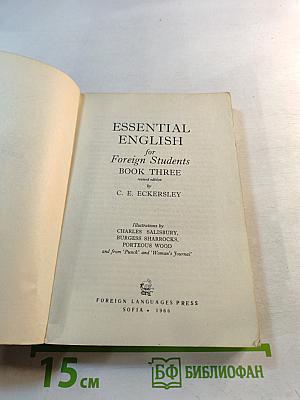 ESSENTIAL
ENGLISH
for
Foreign Students
BOOK THREE
revised edition
by
C. E. ECKERSLEY
Illustrations by
CHARLES SALISBURY,
BURGESS SHARROCKS,
PORTEOUS WOOD
and from 'Punch' and 'Woman's Journal'
FOREIGN LANGUAGES PRESS
SOFIA • 1966
15 см
БФ БИБЛИОФАН